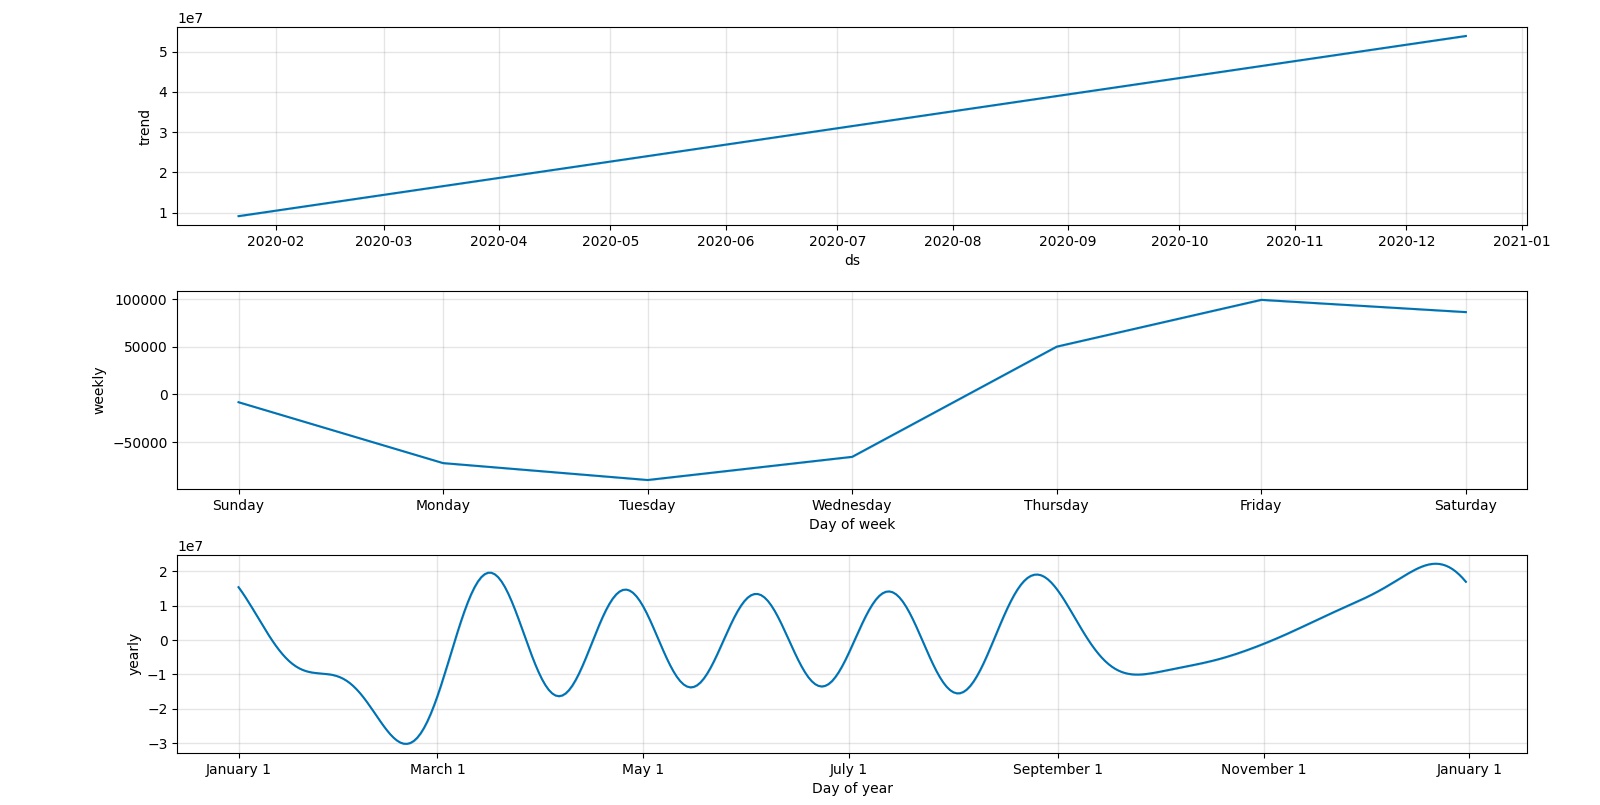 1e7
5
4
3
2
1
trend
2020-02 2020-03 2020-04 2020-05 2020-06 2020-07 2020-08 2020-09 2020-10 2020-11 2020-12 2021-01
ds
100000
50000
0
−50000
weekly
Sunday Monday Tuesday Wednesday Thursday Friday Saturday
Day of week
1e7
2
1
0
−1
−2
−3
yearly
January 1 March 1 May 1 July 1 September 1 November 1 January 1
Day of year